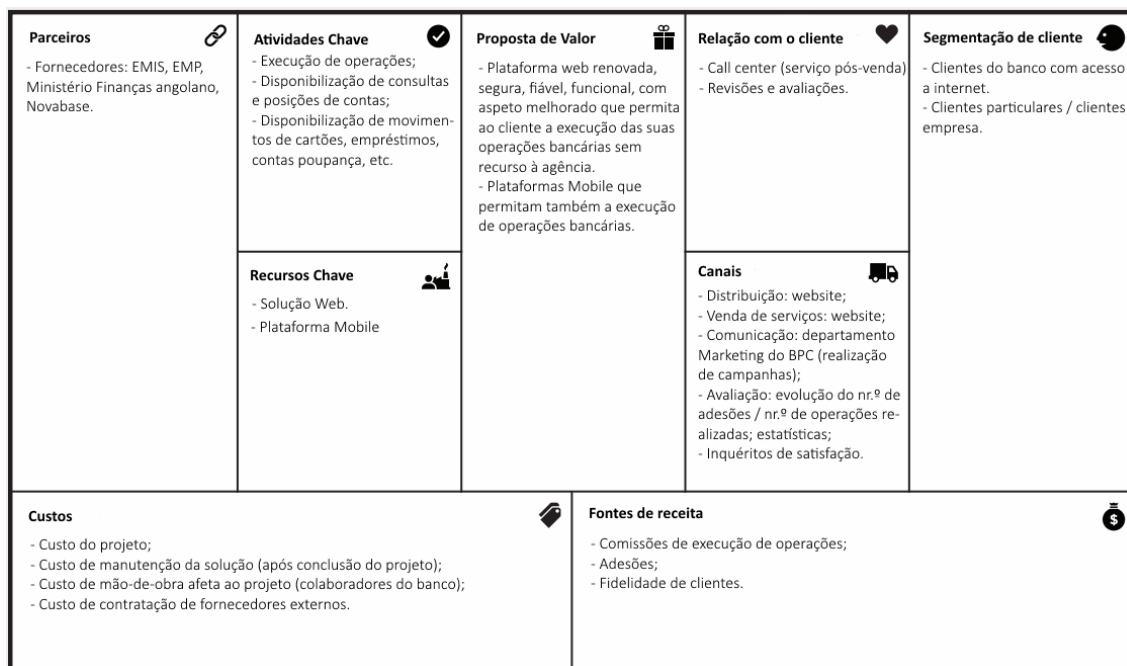 Parceiros
- Fornecedores: EMIS, EMP,
Ministério Finanças angolano,
Novabase.
Atividades Chave
- Execução de operações;
- Disponibilização de consultas
e posições de contas;
- Disponibilização de movimen-
tos de cartões, empréstimos,
contas poupança, etc.
Recursos Chave
- Solução Web.
- Plataforma Mobile
Proposta de Valor
- Plataforma web renovada,
segura, fiável, funcional, com
aspeto melhorado que permita
ao cliente a execução das suas
operações bancárias sem
recurso à agência.
- Plataformas Mobile que
permitam também a execução
de operações bancárias.
Relação com o cliente
- Call center (serviço pós-venda)
- Revisões e avaliações.
Canais
- Distribuição: website;
- Venda de serviços: website;
- Comunicação: departamento
Marketing do BPC (realização
de campanhas);
- Avaliação: evolução do nr.º de
adesões / nr.º de operações re-
alizadas; estatísticas;
- Inquéritos de satisfação.
Segmentação de cliente
- Clientes do banco com acesso
a internet.
- Clientes particulares / clientes
empresa.
Custos
- Custo do projeto;
- Custo de manutenção da solução (após conclusão do projeto);
- Custo de mão-de-obra afeta ao projeto (colaboradores do banco);
- Custo de contratação de fornecedores externos.
Fontes de receita
$
- Comissões de execução de operações;
- Adesões;
- Fidelidade de clientes.